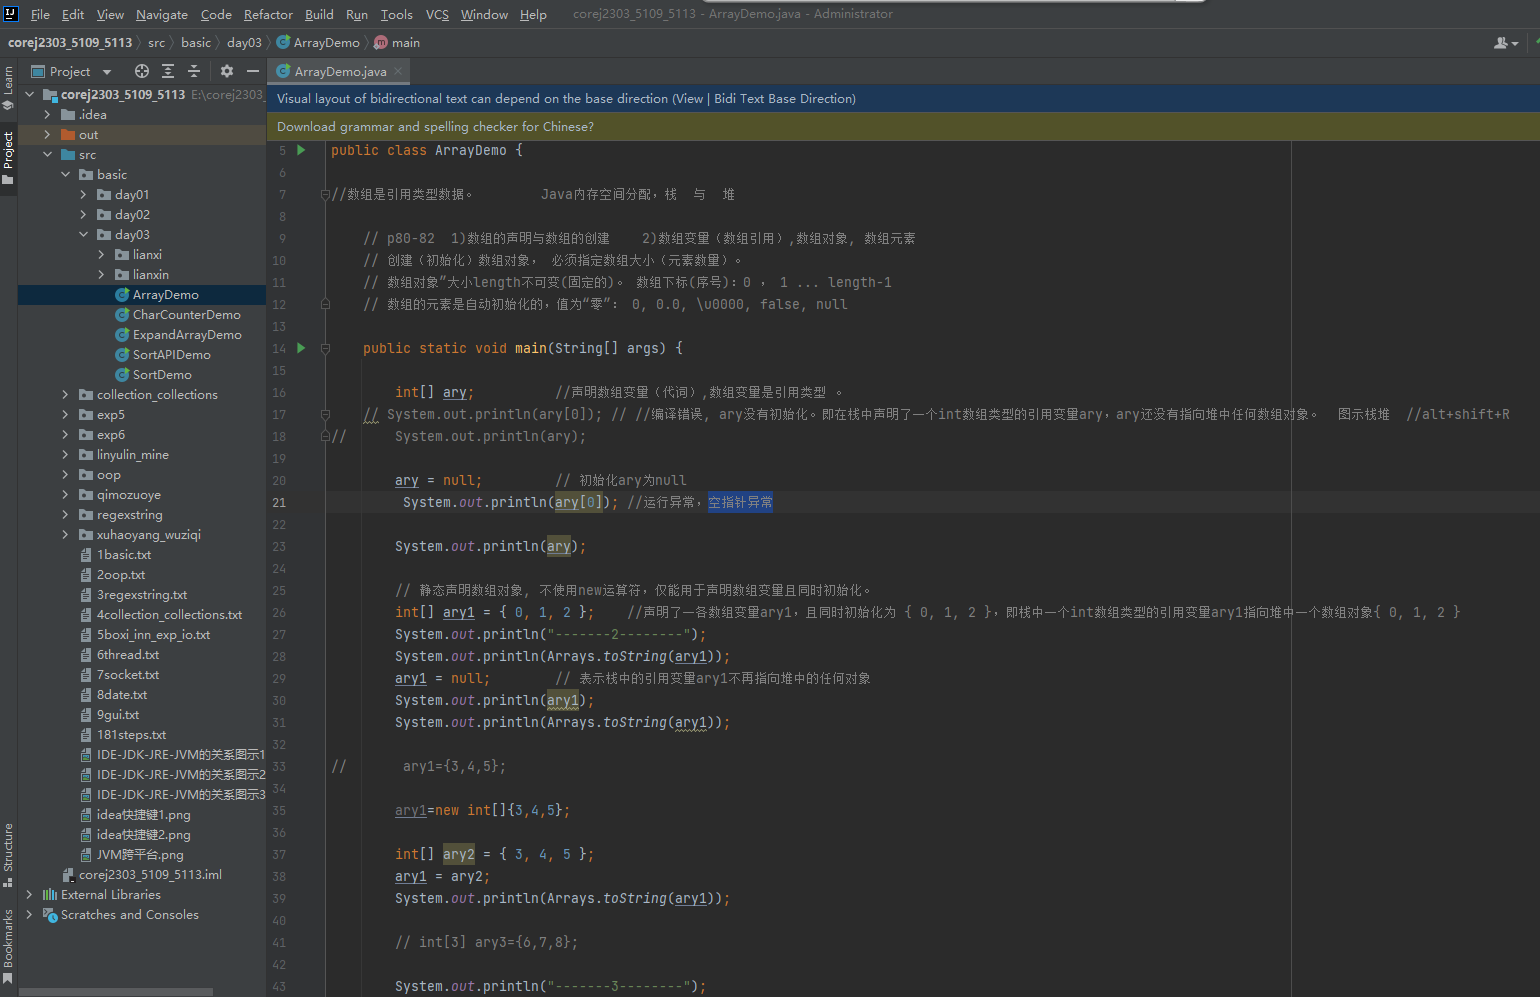 File Edit View Navigate Code Refactor Build Run Tools VCS Window Help corej2303_5109_5113 - ArrayDemo.java - Administrator
corej2303_5109_5113 src basic day03 ArrayDemo main
Project
ArrayDemo.java
Learn
Project
Structure
Bookmarks
corej2303_5109_5113 E:\corej2303_
.idea
out
src
basic
day01
day02
day03
lianxi
lianxin
ArrayDemo
CharCounterDemo
ExpandArrayDemo
SortAPIDemo
SortDemo
collection_collections
exp5
exp6
linyulin_mine
oop
qimozuoye
regexstring
xuhaoyang_wuziqi
1basic.txt
2oop.txt
3regexstring.txt
4collection_collections.txt
5boxi_inn_exp_io.txt
6thread.txt
7socket.txt
8date.txt
9gui.txt
181steps.txt
IDE-JDK-JRE-JVM的关系图示1
IDE-JDK-JRE-JVM的关系图示2
IDE-JDK-JRE-JVM的关系图示3
idea快捷键1.png
idea快捷键2.png
JVM跨平台.png
corej2303_5109_5113.iml
External Libraries
Scratches and Consoles
Visual layout of bidirectional text can depend on the base direction (View | Bidi Text Base Direction)
Download grammar and spelling checker for Chinese?
5 public class ArrayDemo {
6
7 //数组是引用类型数据。 Java内存空间分配，栈 与 堆
8
9 // p80-82 1)数组的声明与数组的创建 2)数组变量（数组引用）,数组对象, 数组元素
10 // 创建（初始化）数组对象， 必须指定数组大小（元素数量）。
11 // 数组对象”大小length不可变(固定的)。 数组下标(序号)：0 ， 1 ... length-1
12 // 数组的元素是自动初始化的，值为“零”： 0, 0.0, \u0000, false, null
13
14 public static void main(String[] args) {
15
16 int[] ary; //声明数组变量（代词）,数组变量是引用类型 。
17 // System.out.println(ary[0]); // //编译错误, ary没有初始化。即在栈中声明了一个int数组类型的引用变量ary，ary还没有指向堆中任何数组对象。 图示栈堆 //alt+shift+R
18 // System.out.println(ary);
19
20 ary = null; // 初始化ary为null
21 System.out.println(ary[0]); //运行异常，空指针异常
22
23 System.out.println(ary);
24
25 // 静态声明数组对象, 不使用new运算符，仅能用于声明数组变量且同时初始化。
26 int[] ary1 = { 0, 1, 2 }; //声明了一各数组变量ary1，且同时初始化为 { 0, 1, 2 }，即栈中一个int数组类型的引用变量ary1指向堆中一个数组对象{ 0, 1, 2 }
27 System.out.println("-------2--------");
28 System.out.println(Arrays.toString(ary1));
29 ary1 = null; // 表示栈中的引用变量ary1不再指向堆中的任何对象
30 System.out.println(ary1);
31 System.out.println(Arrays.toString(ary1));
32
33 // ary1={3,4,5};
34
35 ary1=new int[]{3,4,5};
36
37 int[] ary2 = { 3, 4, 5 };
38 ary1 = ary2;
39 System.out.println(Arrays.toString(ary1));
40
41 // int[3] ary3={6,7,8};
42
43 System.out.println("-------3--------");